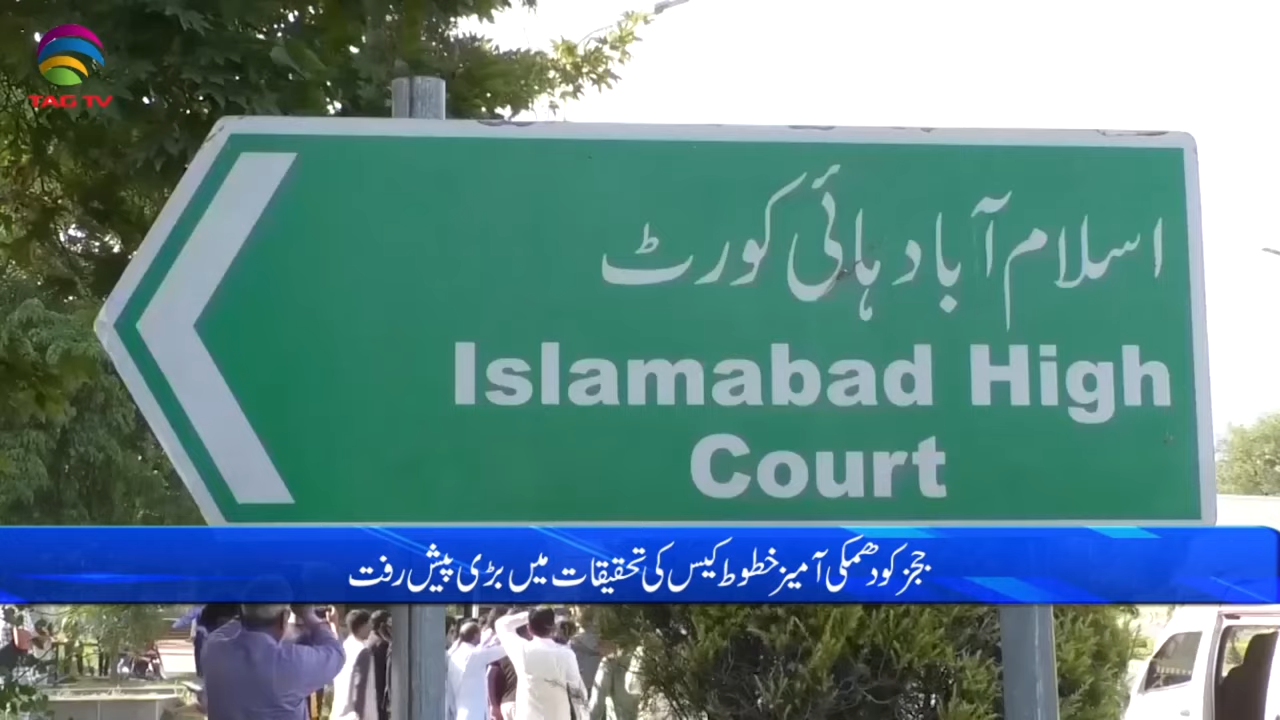 TAG TV
اسلام آباد ہائی کورٹ
Islamabad High
Court
ججز کو دھمکی آمیز خطوط کیس کی تحقیقات میں بڑی پیش رفت